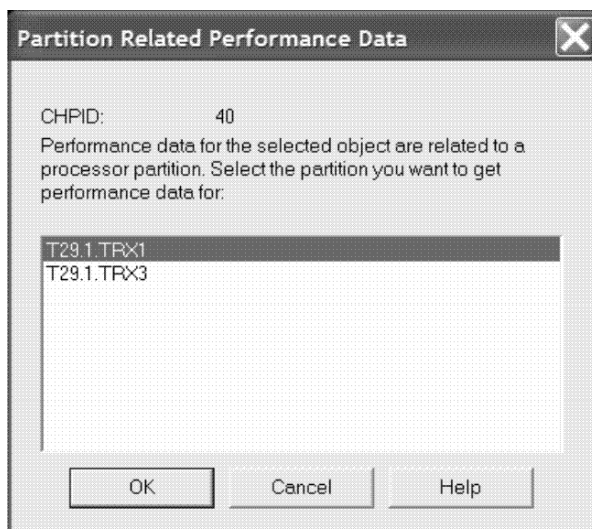 Partition Related Performance Data
CHPID: 40
Performance data for the selected object are related to a
processor partition. Select the partition you want to get
performance data for:
T29.1.TRX1
T29.1.TRX3
OK Cancel Help